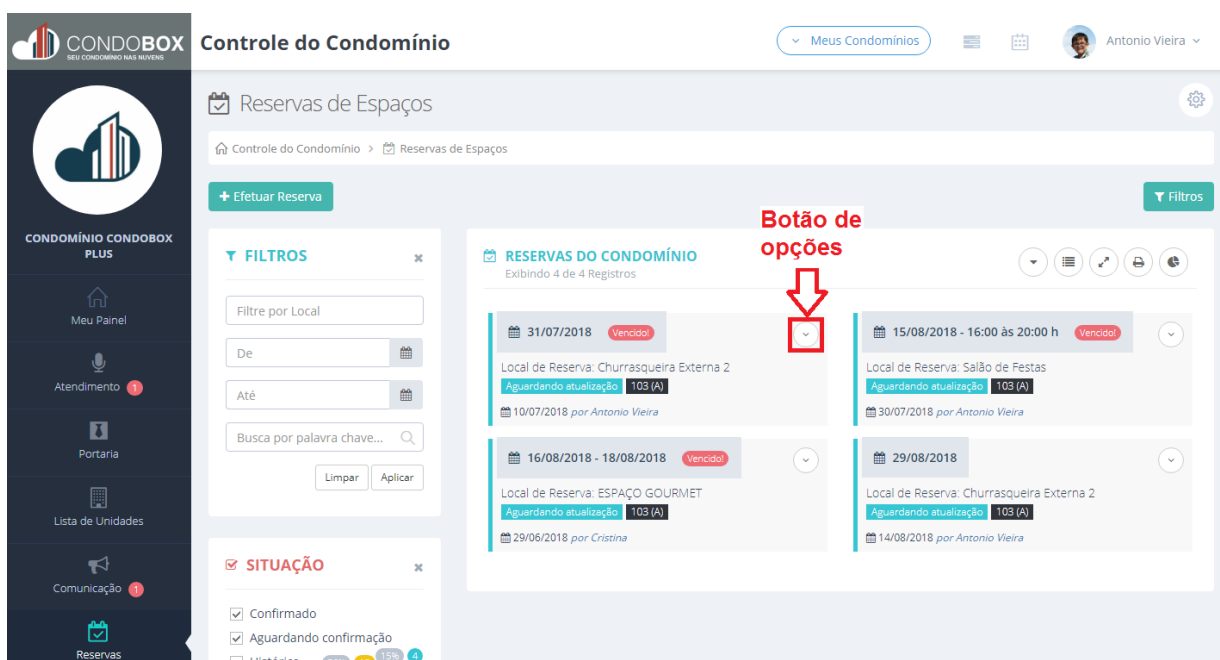 CONDOBOX
SEU CONDOMÍNIO NAS NUVENS
Controle do Condomínio
Meus Condomínios
Antonio Vieira
Reservas de Espaços
Controle do Condomínio > Reservas de Espaços
+ Efetuar Reserva
Filtros
CONDOMÍNIO CONDOBOX
PLUS
Meu Painel
Atendimento 1
Portaria
Lista de Unidades
Comunicação 1
Reservas
FILTROS
Filtre por Local
De
Até
Busca por palavra chave...
Limpar Aplicar
SITUAÇÃO
Confirmado
Aguardando confirmação
15% 4
Botão de
opções
RESERVAS DO CONDOMÍNIO
Exibindo 4 de 4 Registros
31/07/2018 Vencido!
Local de Reserva: Churrasqueira Externa 2
Aguardando atualização 103 (A)
10/07/2018 por Antonio Vieira
15/08/2018 - 16:00 às 20:00 h Vencido!
Local de Reserva: Salão de Festas
Aguardando atualização 103 (A)
30/07/2018 por Antonio Vieira
16/08/2018 - 18/08/2018 Vencido!
Local de Reserva: ESPAÇO GOURMET
Aguardando atualização 103 (A)
29/06/2018 por Cristina
29/08/2018
Local de Reserva: Churrasqueira Externa 2
Aguardando atualização 103 (A)
14/08/2018 por Antonio Vieira